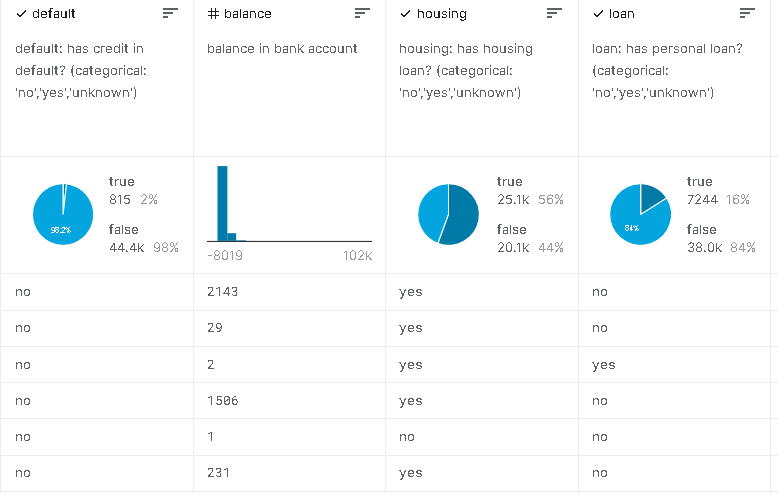 default
balance
housing
loan
default: has credit in
default? (categorical:
'no','yes','unknown')
balance in bank account
housing: has housing
loan? (categorical:
'no','yes','unknown')
loan: has personal loan?
(categorical:
'no','yes','unknown')
98.2%
true
815 2%
false
44.4k 98%
-8019 102k
true
25.1k 56%
false
20.1k 44%
84%
true
7244 16%
false
38.0k 84%
no 2143 yes no
no 29 yes no
no 2 yes yes
no 1506 yes no
no 1 no no
no 231 yes no